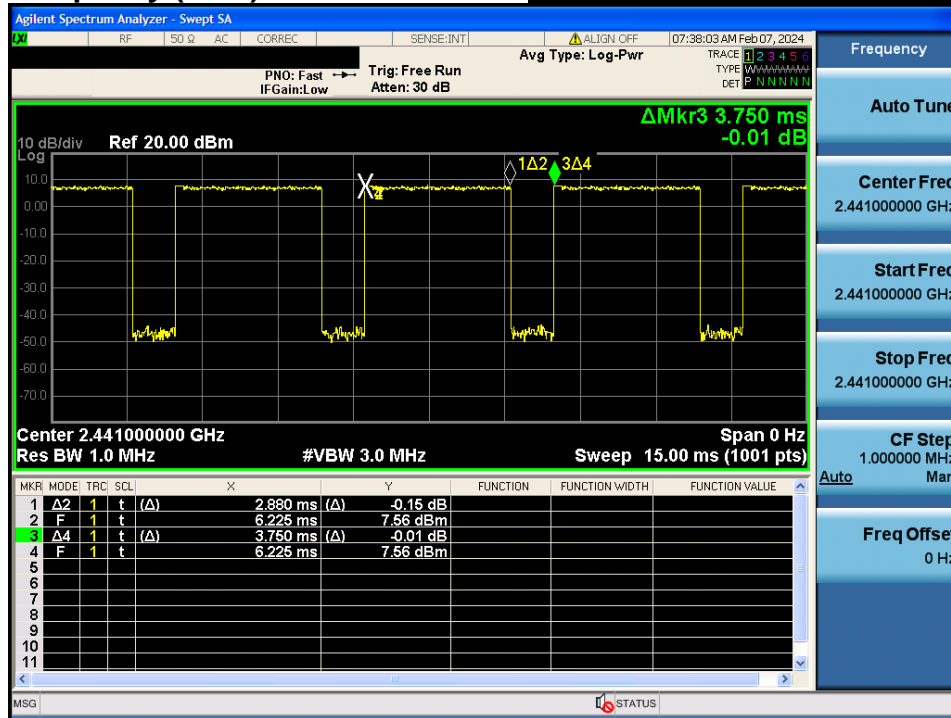 Agilent Spectrum Analyzer - Swept SA
LXI RF 50 Ω AC CORREC SENSE:INT ALIGN OFF 07:38:03 AM Feb 07, 2024
Avg Type: Log-Pwr TRACE 1 2 3 4 5 6
TYPE
PNO: Fast Trig: Free Run DET P N N N N N
IFGain:Low Atten: 30 dB
ΔMkr3 3.750 ms
-0.01 dB
10 dB/div Ref 20.00 dBm
Log
1Δ2 3Δ4
10.0
0.00
-10.0
-20.0
-30.0
-40.0
-50.0
-60.0
-70.0
Center 2.441000000 GHz Span 0 Hz
Res BW 1.0 MHz #VBW 3.0 MHz Sweep 15.00 ms (1001 pts)
MKR MODE TRC SCL X Y FUNCTION FUNCTION WIDTH FUNCTION VALUE
1 Δ2 1 t (Δ) 2.880 ms (Δ) -0.15 dB
2 F 1 t 6.225 ms 7.56 dBm
3 Δ4 1 t (Δ) 3.750 ms (Δ) -0.01 dB
4 F 1 t 6.225 ms 7.56 dBm
5
6
7
8
9
10
11
MSG STATUS
Frequency
Auto Tune
Center Freq
2.441000000 GHz
Start Freq
2.441000000 GHz
Stop Freq
2.441000000 GHz
CF Step
1.000000 MHz
Auto Man
Freq Offset
0 Hz